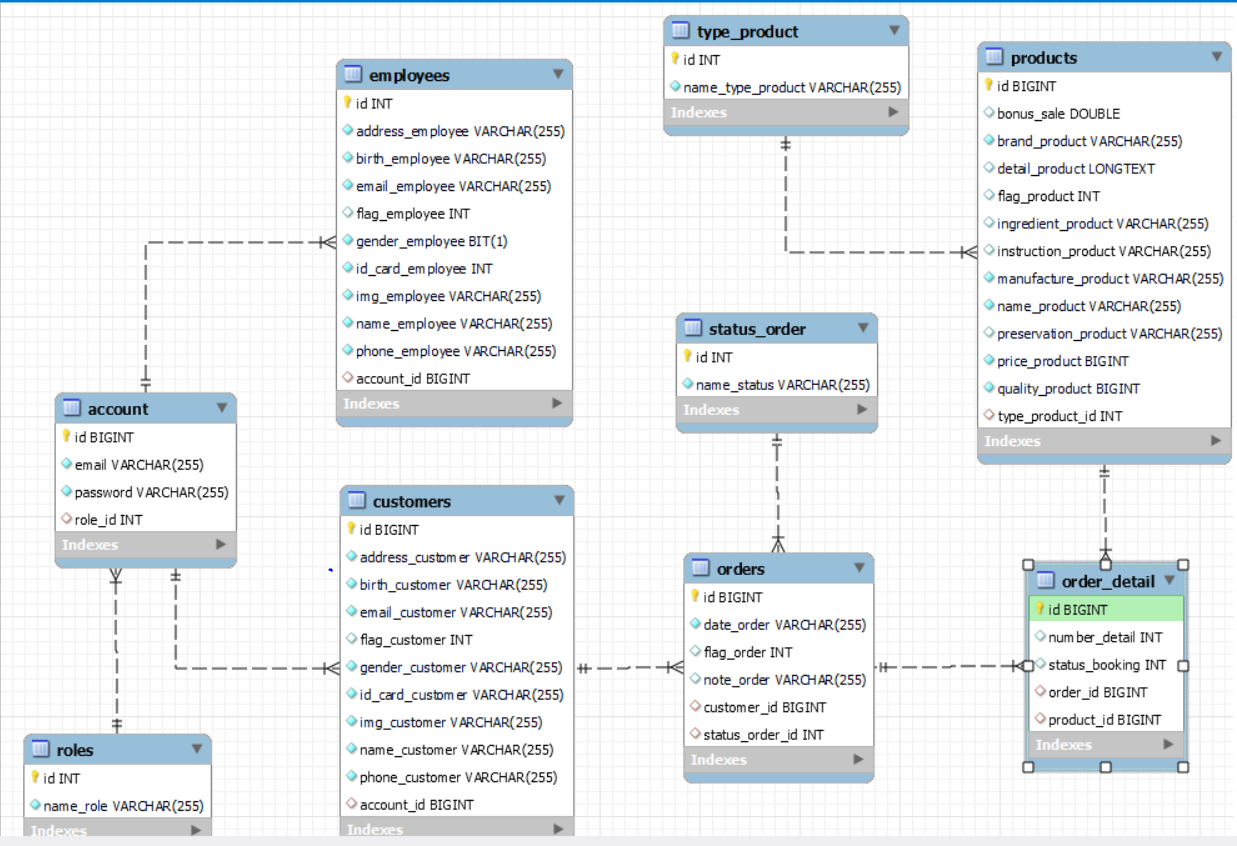 type_product
id INT
name_type_product VARCHAR(255)
Indexes
products
id BIGINT
bonus_sale DOUBLE
brand_product VARCHAR(255)
detail_product LONGTEXT
flag_product INT
ingredient_product VARCHAR(255)
instruction_product VARCHAR(255)
manufacture_product VARCHAR(255)
name_product VARCHAR(255)
preservation_product VARCHAR(255)
price_product BIGINT
quality_product BIGINT
type_product_id INT
Indexes
employees
id INT
address_employee VARCHAR(255)
birth_employee VARCHAR(255)
email_employee VARCHAR(255)
flag_employee INT
gender_employee BIT(1)
id_card_employee INT
img_employee VARCHAR(255)
name_employee VARCHAR(255)
phone_employee VARCHAR(255)
account_id BIGINT
Indexes
status_order
id INT
name_status VARCHAR(255)
Indexes
account
id BIGINT
email VARCHAR(255)
password VARCHAR(255)
role_id INT
Indexes
customers
id BIGINT
address_customer VARCHAR(255)
birth_customer VARCHAR(255)
email_customer VARCHAR(255)
flag_customer INT
gender_customer VARCHAR(255)
id_card_customer VARCHAR(255)
img_customer VARCHAR(255)
name_customer VARCHAR(255)
phone_customer VARCHAR(255)
account_id BIGINT
Indexes
orders
id BIGINT
date_order VARCHAR(255)
flag_order INT
note_order VARCHAR(255)
customer_id BIGINT
status_order_id INT
Indexes
order_detail
id BIGINT
number_detail INT
status_booking INT
order_id BIGINT
product_id BIGINT
Indexes
roles
id INT
name_role VARCHAR(255)
Indexes